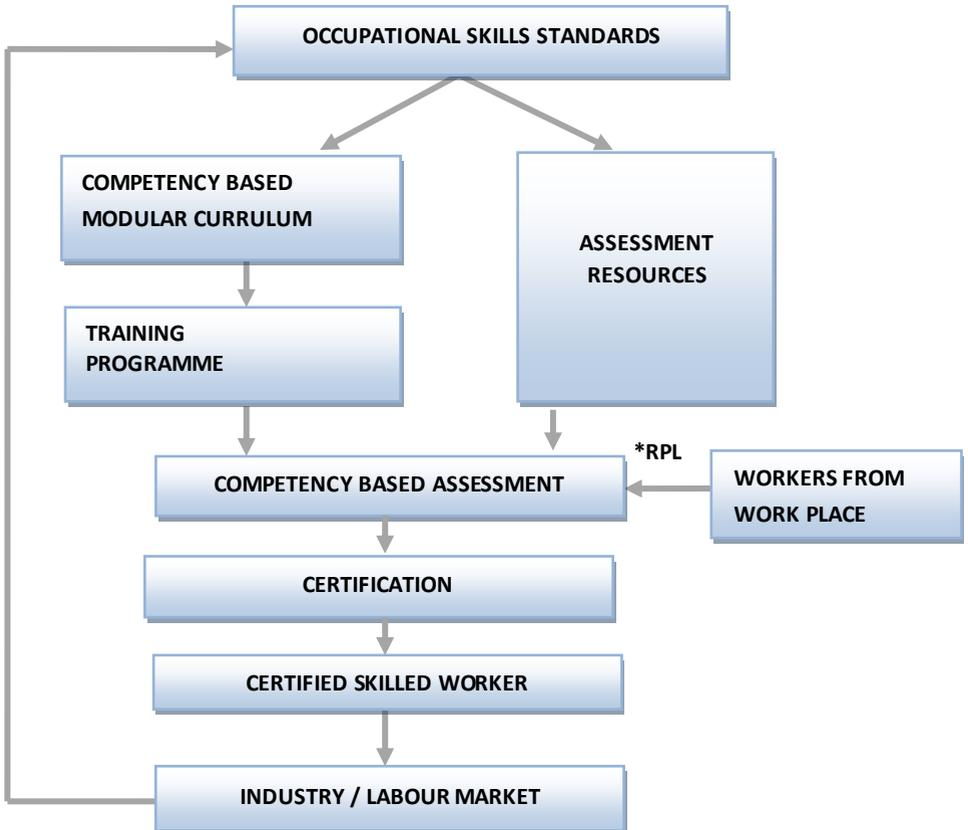 OCCUPATIONAL SKILLS STANDARDS
COMPETENCY BASED
MODULAR CURRULUM
ASSESSMENT
RESOURCES
TRAINING
PROGRAMME
*RPL
COMPETENCY BASED ASSESSMENT
WORKERS FROM
WORK PLACE
CERTIFICATION
CERTIFIED SKILLED WORKER
INDUSTRY / LABOUR MARKET